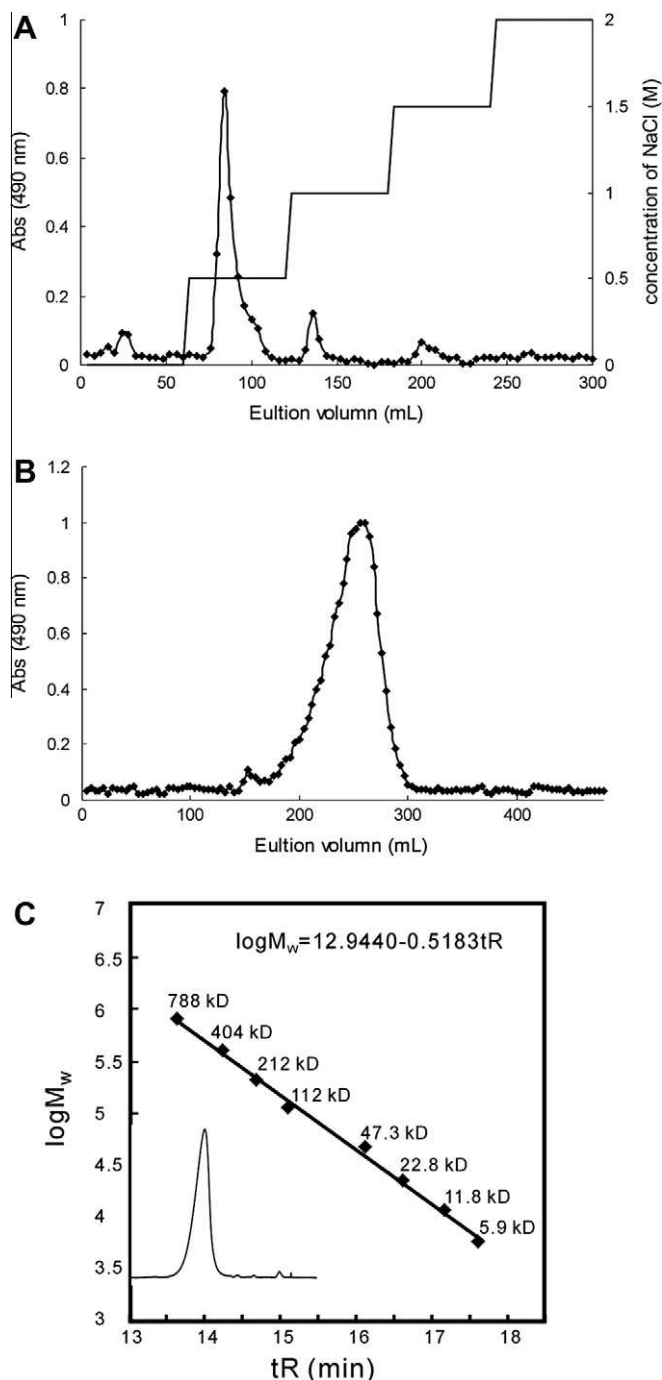 A
Abs (490 nm)
1
0.8
0.6
0.4
0.2
0
0 50 100 150 200 250 300
Eultion volumn (mL)
2
1.5
1
0.5
0
concentration of NaCl (M)
B
Abs (490 nm)
1.2
1
0.8
0.6
0.4
0.2
0
0 100 200 300 400
Eultion volumn (mL)
C
logMw
7
6.5
6
5.5
5
4.5
4
3.5
3
logMw=12.9440-0.5183tR
788 kD
404 kD
212 kD
112 kD
47.3 kD
22.8 kD
11.8 kD
5.9 kD
13 14 15 16 17 18
tR (min)